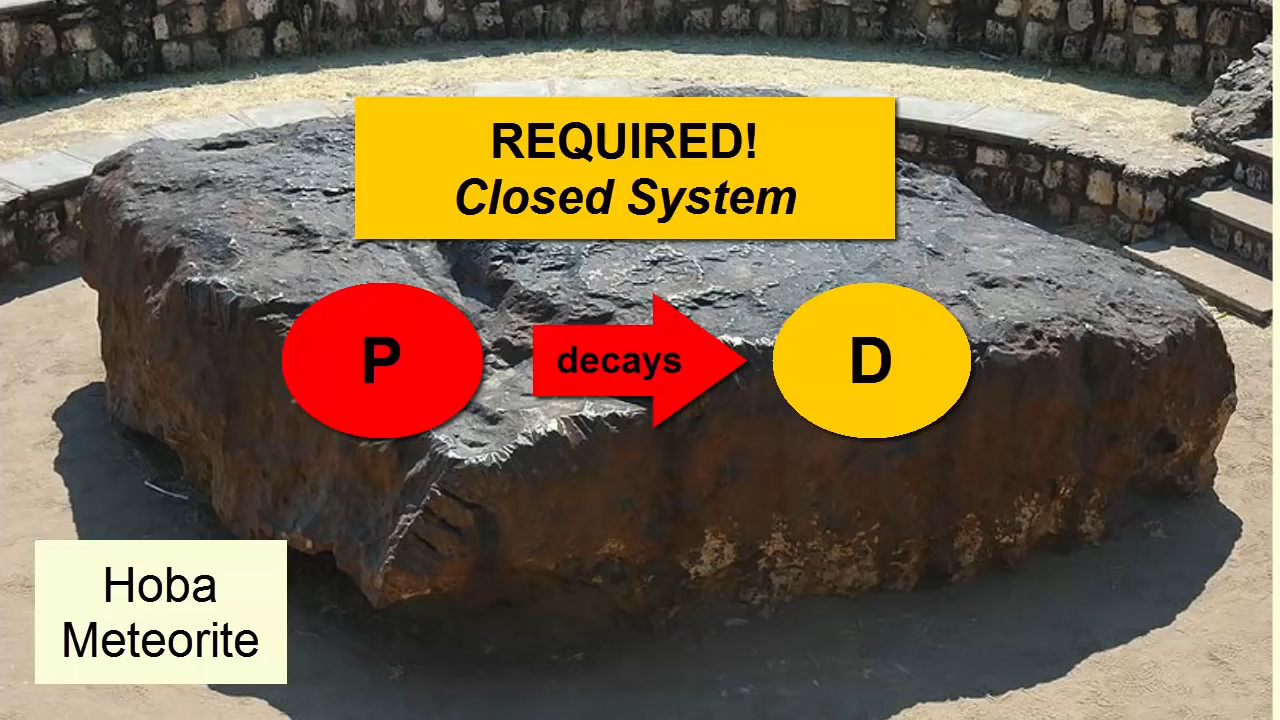 REQUIRED!
Closed System
P
decays
D
Hoba
Meteorite